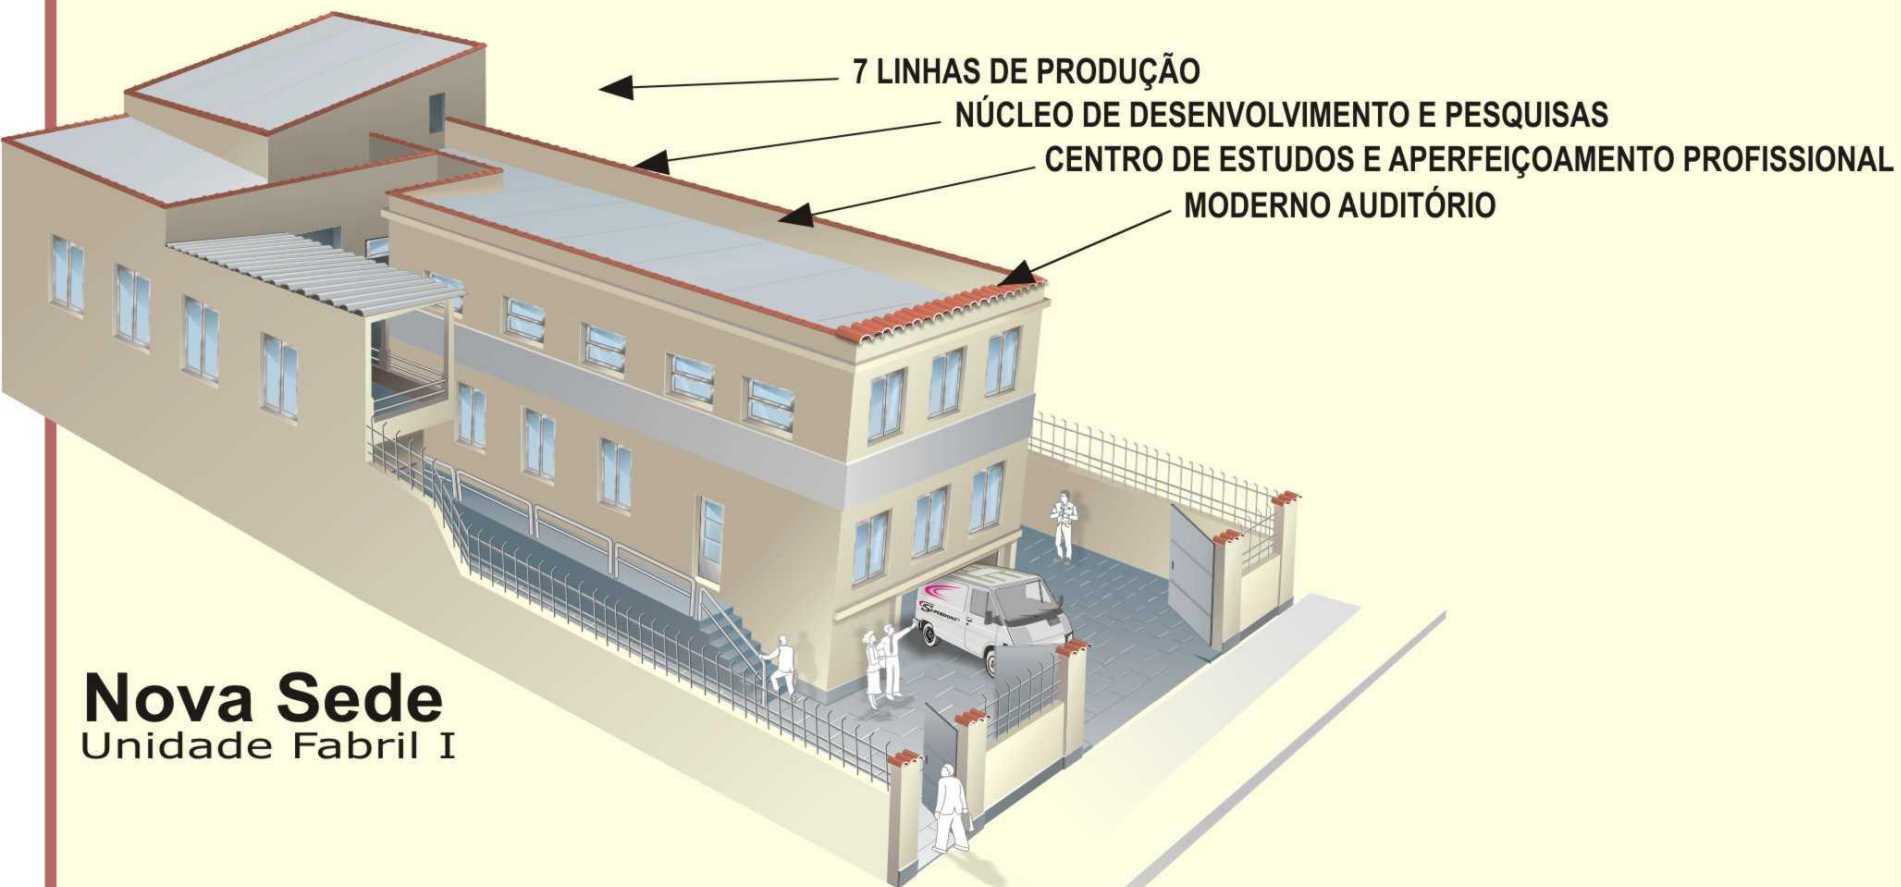 7 LINHAS DE PRODUÇÃO
NÚCLEO DE DESENVOLVIMENTO E PESQUISAS
CENTRO DE ESTUDOS E APERFEIÇOAMENTO PROFISSIONAL
MODERNO AUDITÓRIO
Nova Sede
Unidade Fabril I